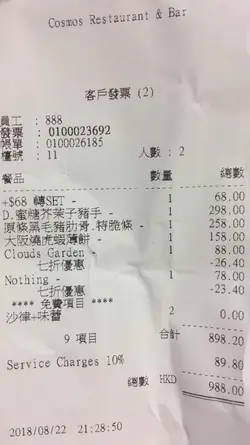 Cosmos Restaurant & Bar
客戶發票 (2)
員工 : 888
發票 : 0100023692
帳單 : 0100026185
檯號 : 11 人數 : 2
餐品 數量 總額
+$68 轉SET - 1 68.00
D.蜜糖芥茉子豬手 - 1 298.00
原條黑毛豬肋骨.特脆條 - 1 258.00
大阪燒虎蝦薄餅 - 1 158.00
Clouds Garden - 1 88.00
七折優惠 -26.40
Nothing - 1 78.00
七折優惠 -23.40
**** 免費項目 ****
沙律+味醬 2 0.00
9 項目 合計 898.20
Service Charges 10% 89.80
總數 HKD 988.00
2018/08/22 21:28:50